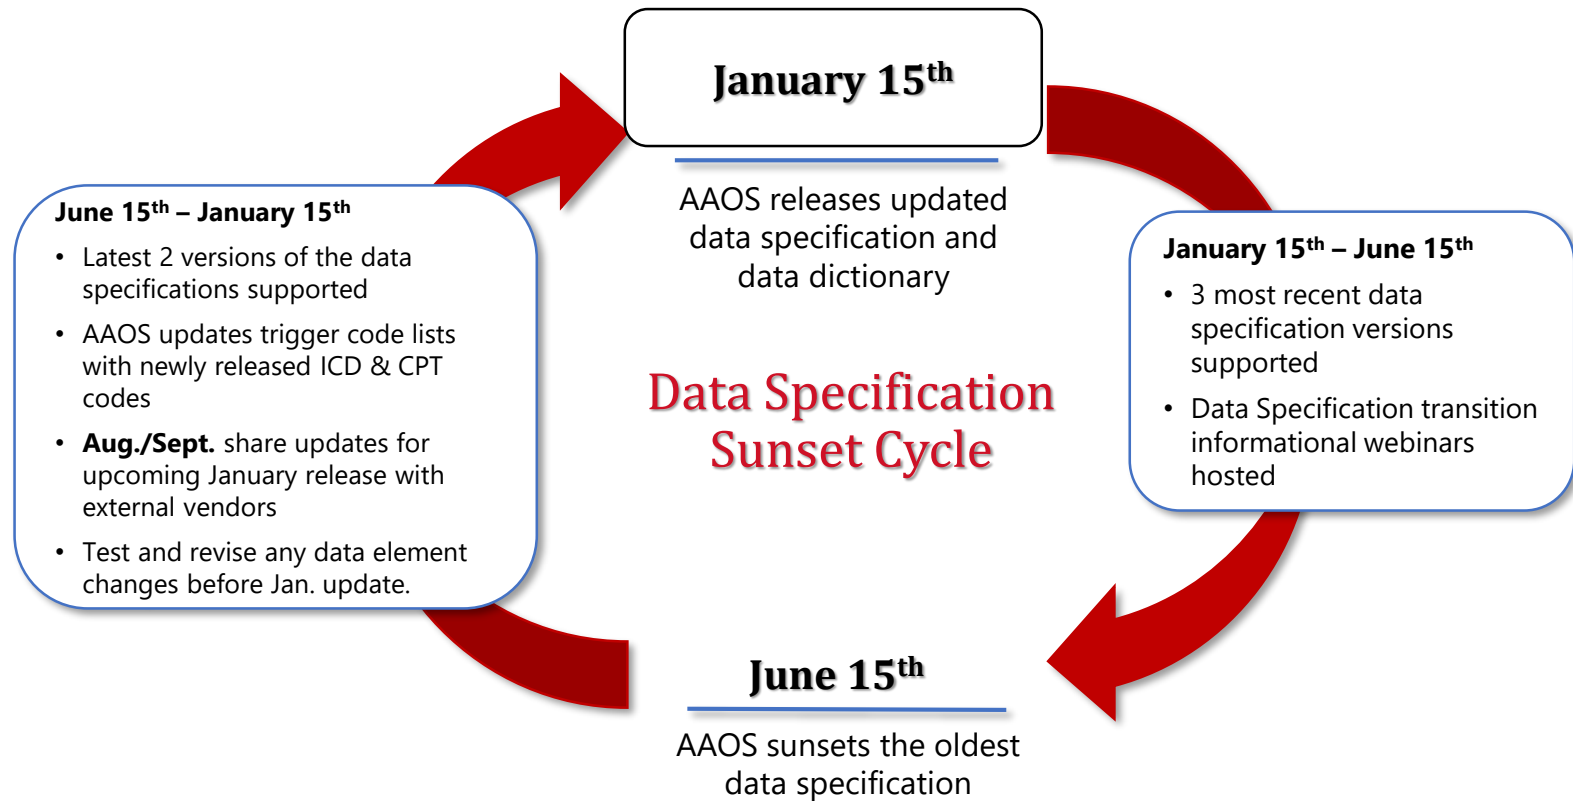 January 15th
AAOS releases updated
data specification and
data dictionary
January 15th – June 15th
• 3 most recent data
specification versions
supported
• Data Specification transition
informational webinars
hosted
June 15th
AAOS sunsets the oldest
data specification
June 15th – January 15th
• Latest 2 versions of the data
specifications supported
• AAOS updates trigger code lists
with newly released ICD & CPT
codes
• Aug./Sept. share updates for
upcoming January release with
external vendors
• Test and revise any data element
changes before Jan. update.
Data Specification
Sunset Cycle